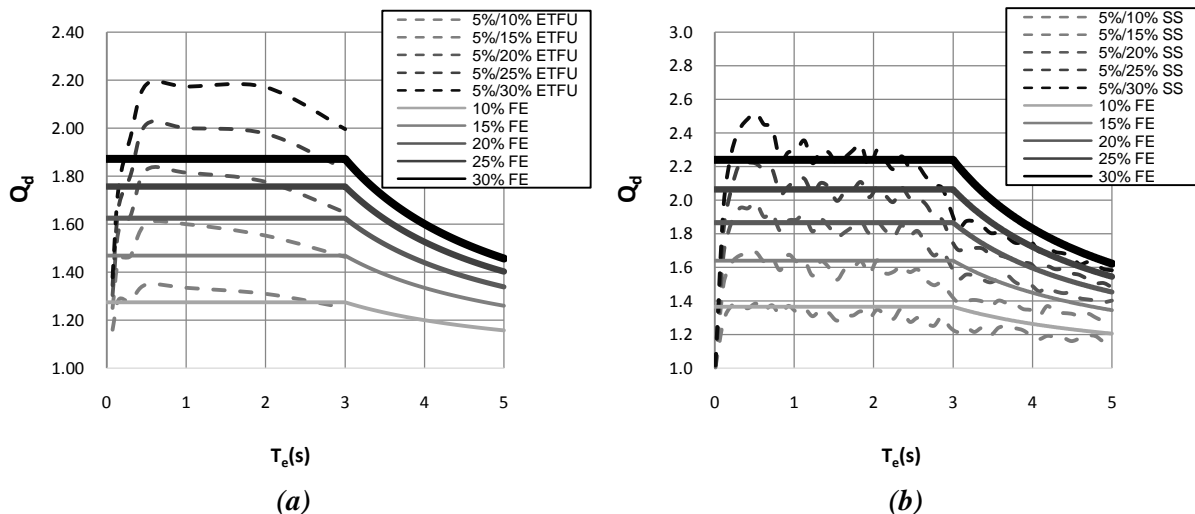 2.40
2.20
2.00
1.80
1.60
1.40
1.20
1.00
Qd
0 1 2 3 4 5
Te(s)
5%/10% ETFU
5%/15% ETFU
5%/20% ETFU
5%/25% ETFU
5%/30% ETFU
10% FE
15% FE
20% FE
25% FE
30% FE
(a)
3.0
2.8
2.6
2.4
2.2
2.0
1.8
1.6
1.4
1.2
1.0
Qd
0 1 2 3 4 5
Te(s)
5%/10% SS
5%/15% SS
5%/20% SS
5%/25% SS
5%/30% SS
10% FE
15% FE
20% FE
25% FE
30% FE
(b)